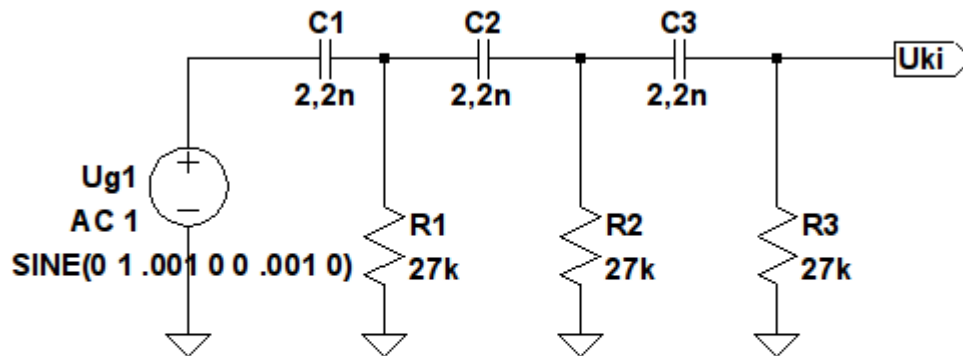 C1
C2
C3
Uki
2,2n
2,2n
2,2n
Ug1
AC 1
SINE(0 1 .001 0 0 .001 0)
R1
27k
R2
27k
R3
27k